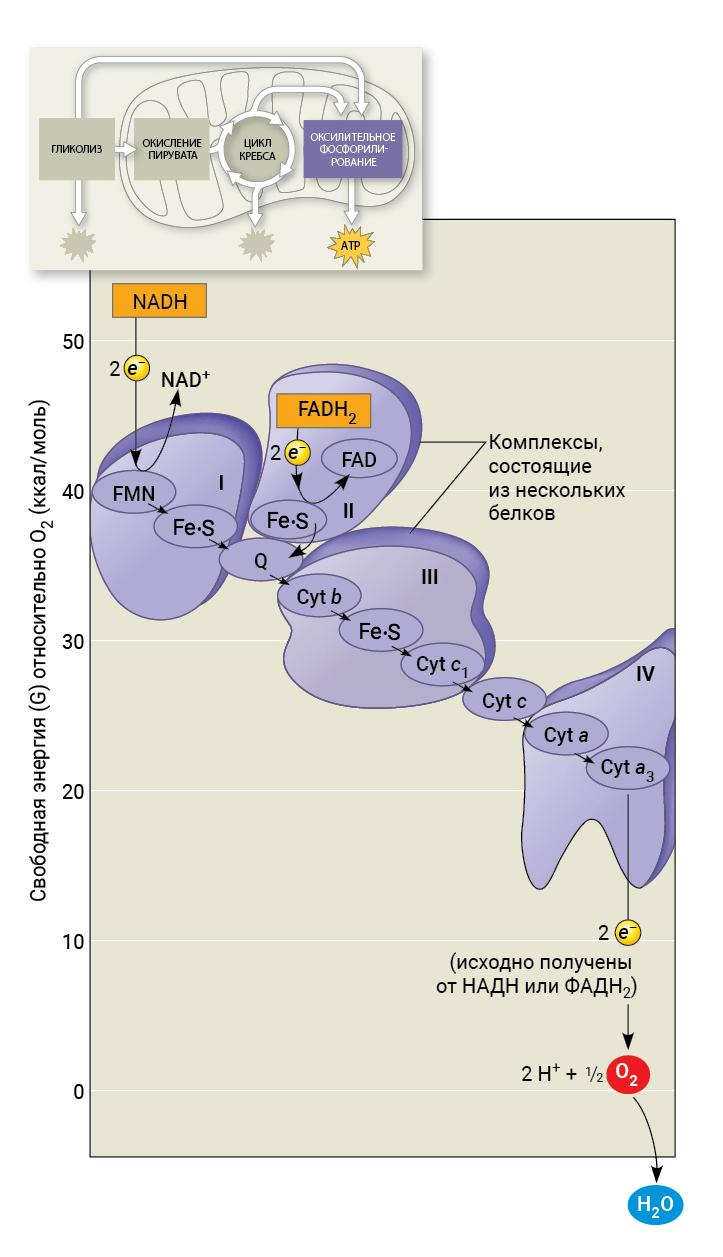 ГЛИКОЛИЗ
ОКИСЛЕНИЕ
ПИРУВАТА
ЦИКЛ
КРЕБСА
ОКСИЛИТЕЛЬНОЕ
ФОСФОРИЛИ-
РОВАНИЕ
АТР
Свободная энергия (G) относительно O₂ (ккал/моль)
NADH
50
2 e⁻
NAD⁺
FADH₂
2 e⁻
FAD
Комплексы,
состоящие
из нескольких
белков
40
I
FMN
Fe•S
II
Fe•S
Q
III
Cyt b
30
Fe•S
Cyt c₁
IV
Cyt c
Cyt a
Cyt a₃
20
10
2 e⁻
(исходно получены
от НАДН или ФАДН₂)
2 H⁺ + ½ O₂
0
H₂O